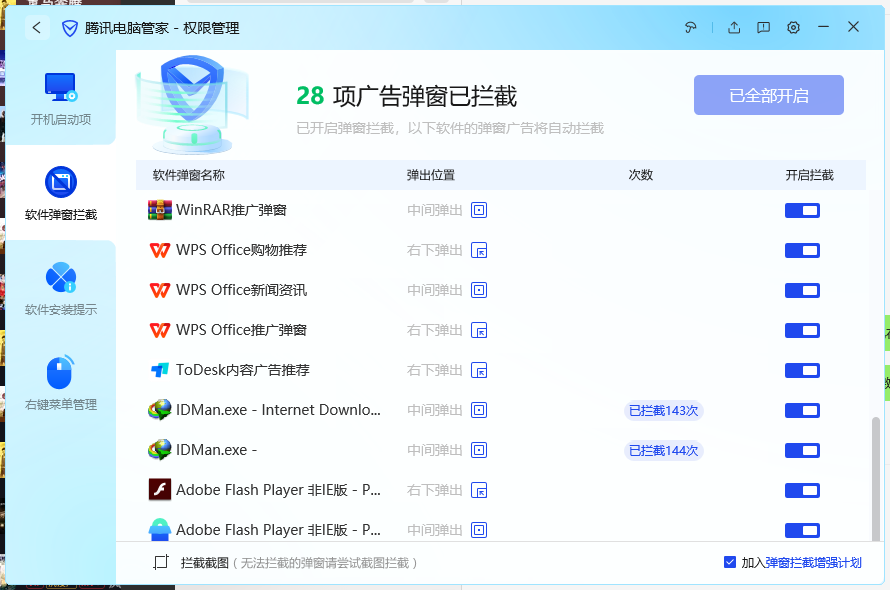 腾讯电脑管家 - 权限管理
开机启动项
软件弹窗拦截
软件安装提示
右键菜单管理
28 项广告弹窗已拦截
已开启弹窗拦截，以下软件的弹窗广告将自动拦截
已全部开启
软件弹窗名称 弹出位置 次数 开启拦截
WinRAR推广弹窗 中间弹出
WPS Office购物推荐 右下弹出
WPS Office新闻资讯 中间弹出
WPS Office推广弹窗 右下弹出
ToDesk内容广告推荐 右下弹出
IDMan.exe - Internet Downlo... 中间弹出 已拦截143次
IDMan.exe - 中间弹出 已拦截144次
Adobe Flash Player 非IE版 - P... 右下弹出
Adobe Flash Player 非IE版 - P... 中间弹出
拦截截图（无法拦截的弹窗请尝试截图拦截） 加入弹窗拦截增强计划